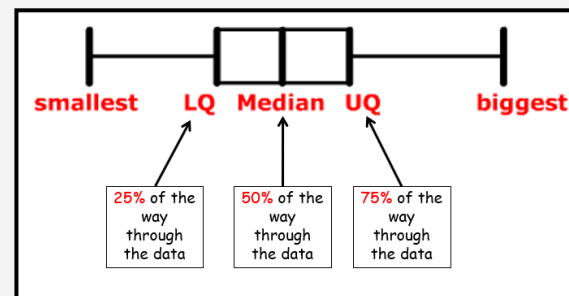 smallest LQ Median UQ biggest
25% of the
way
through
the data
50% of the
way
through
the data
75% of the
way
through
the data